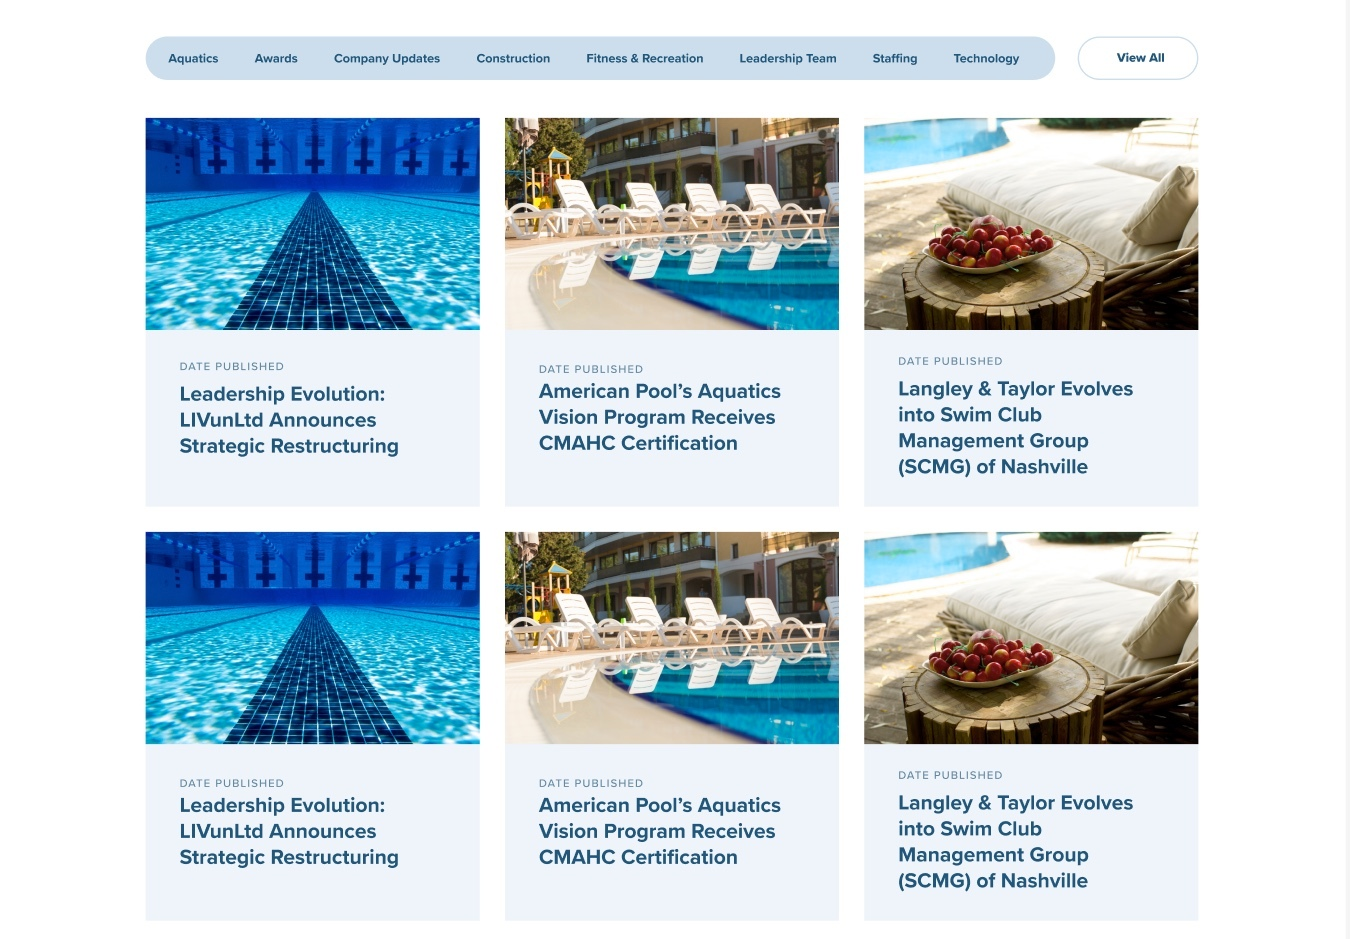 Aquatics Awards Company Updates Construction Fitness & Recreation Leadership Team Staffing Technology View All
DATE PUBLISHED
Leadership Evolution:
LIVunLtd Announces
Strategic Restructuring
DATE PUBLISHED
American Pool’s Aquatics
Vision Program Receives
CMAHC Certification
DATE PUBLISHED
Langley & Taylor Evolves
into Swim Club
Management Group
(SCMG) of Nashville
DATE PUBLISHED
Leadership Evolution:
LIVunLtd Announces
Strategic Restructuring
DATE PUBLISHED
American Pool’s Aquatics
Vision Program Receives
CMAHC Certification
DATE PUBLISHED
Langley & Taylor Evolves
into Swim Club
Management Group
(SCMG) of Nashville